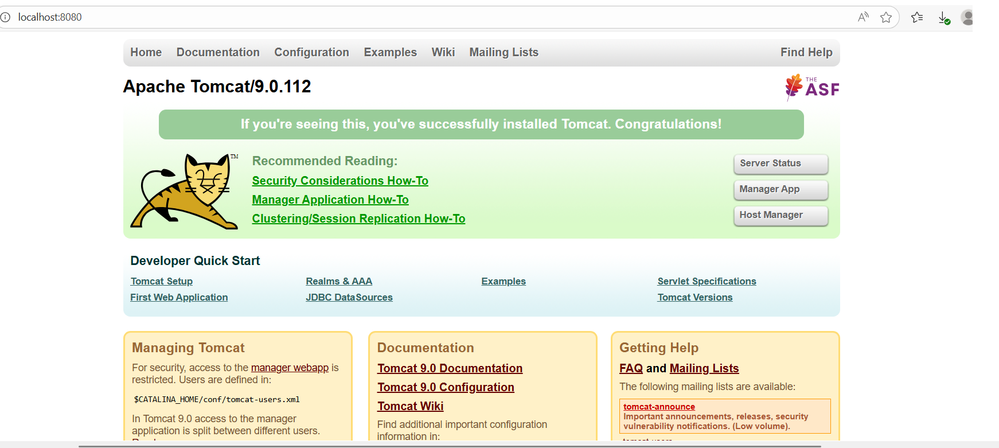 localhost:8080
Home Documentation Configuration Examples Wiki Mailing Lists Find Help
Apache Tomcat/9.0.112
THE
ASF
If you're seeing this, you've successfully installed Tomcat. Congratulations!
TM
Recommended Reading:
Security Considerations How-To
Manager Application How-To
Clustering/Session Replication How-To
Server Status
Manager App
Host Manager
Developer Quick Start
Tomcat Setup
First Web Application
Realms & AAA
JDBC DataSources
Examples
Servlet Specifications
Tomcat Versions
Managing Tomcat
For security, access to the manager webapp is
restricted. Users are defined in:
$CATALINA_HOME/conf/tomcat-users.xml
In Tomcat 9.0 access to the manager
application is split between different users.
Documentation
Tomcat 9.0 Documentation
Tomcat 9.0 Configuration
Tomcat Wiki
Find additional important configuration
information in:
Getting Help
FAQ and Mailing Lists
The following mailing lists are available:
tomcat-announce
Important announcements, releases, security
vulnerability notifications. (Low volume).